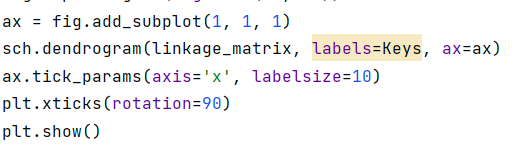 ax = fig.add_subplot(1, 1, 1)
sch.dendrogram(linkage_matrix, labels=Keys, ax=ax)
ax.tick_params(axis='x', labelsize=10)
plt.xticks(rotation=90)
plt.show()